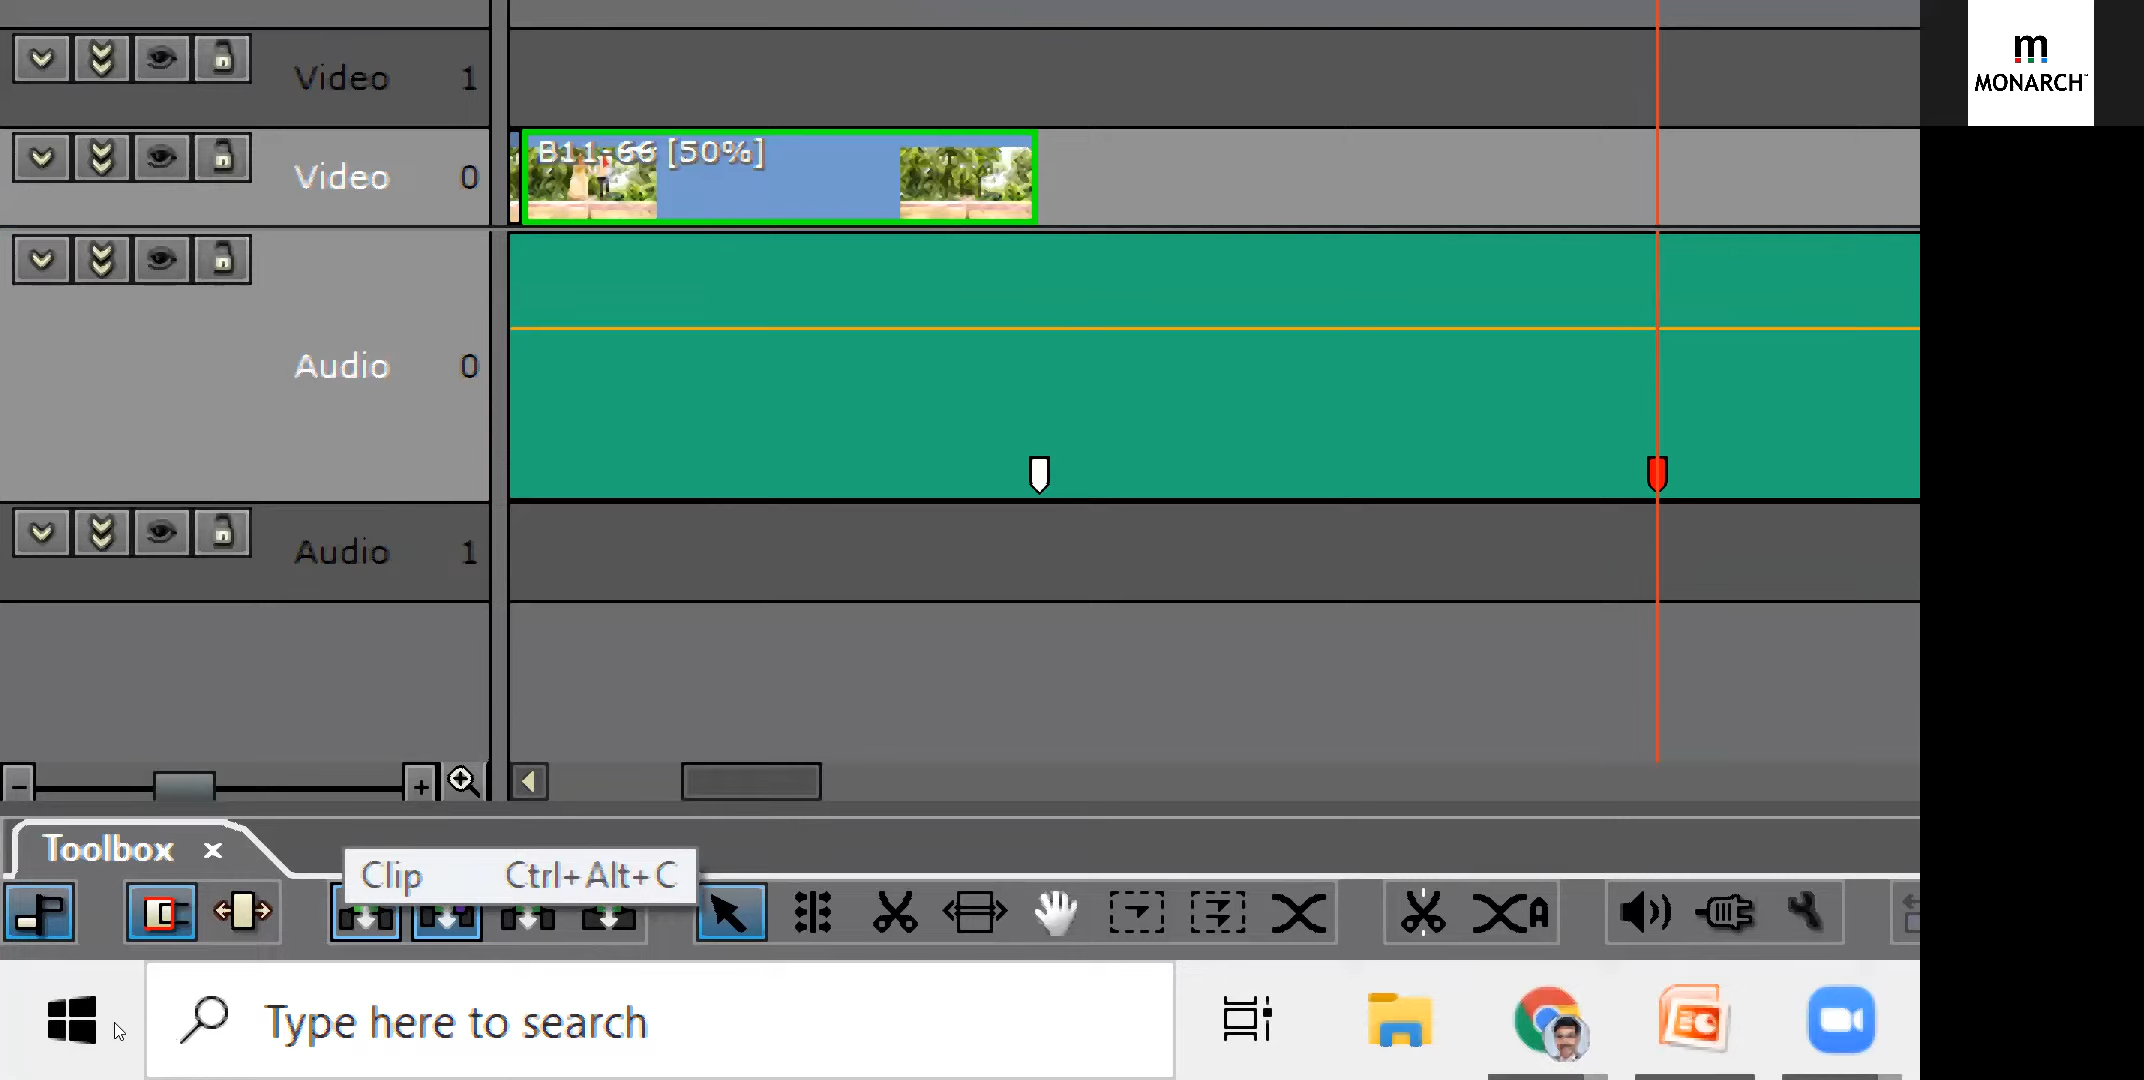 m
MONARCH™
Video 1
Video 0
B11-66 [50%]
Audio 0
Audio 1
Toolbox x
Clip Ctrl+Alt+C
A
Type here to search